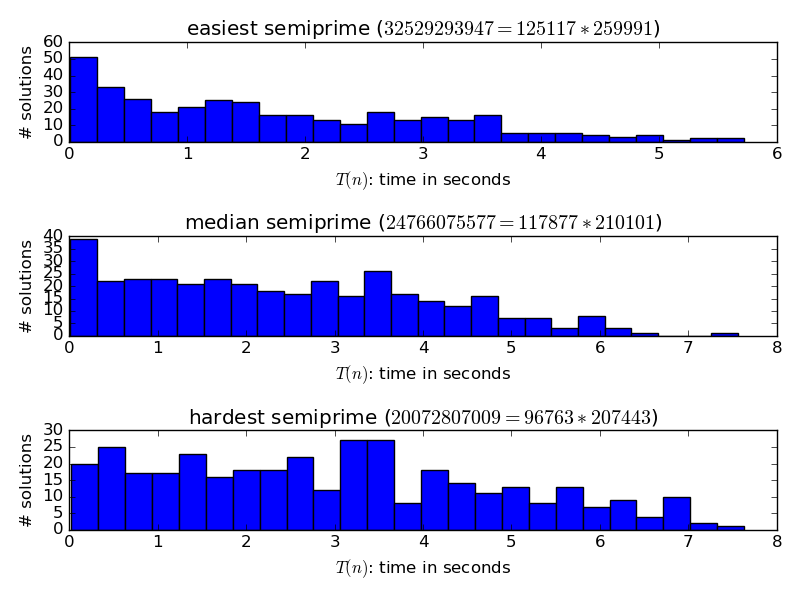 easiest semiprime (32529293947 = 125117 * 259991)
60
50
40
30
20
10
0
# solutions
0 1 2 3 4 5 6
T(n): time in seconds
median semiprime (24766075577 = 117877 * 210101)
40
35
30
25
20
15
10
5
0
# solutions
0 1 2 3 4 5 6 7 8
T(n): time in seconds
hardest semiprime (20072807009 = 96763 * 207443)
30
25
20
15
10
5
0
# solutions
0 1 2 3 4 5 6 7 8
T(n): time in seconds